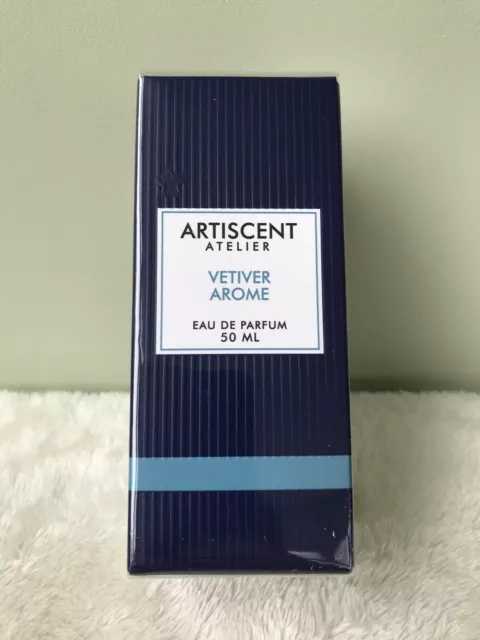 ARTISCENT
ATELIER
VETIVER
AROME
EAU DE PARFUM
50 ML